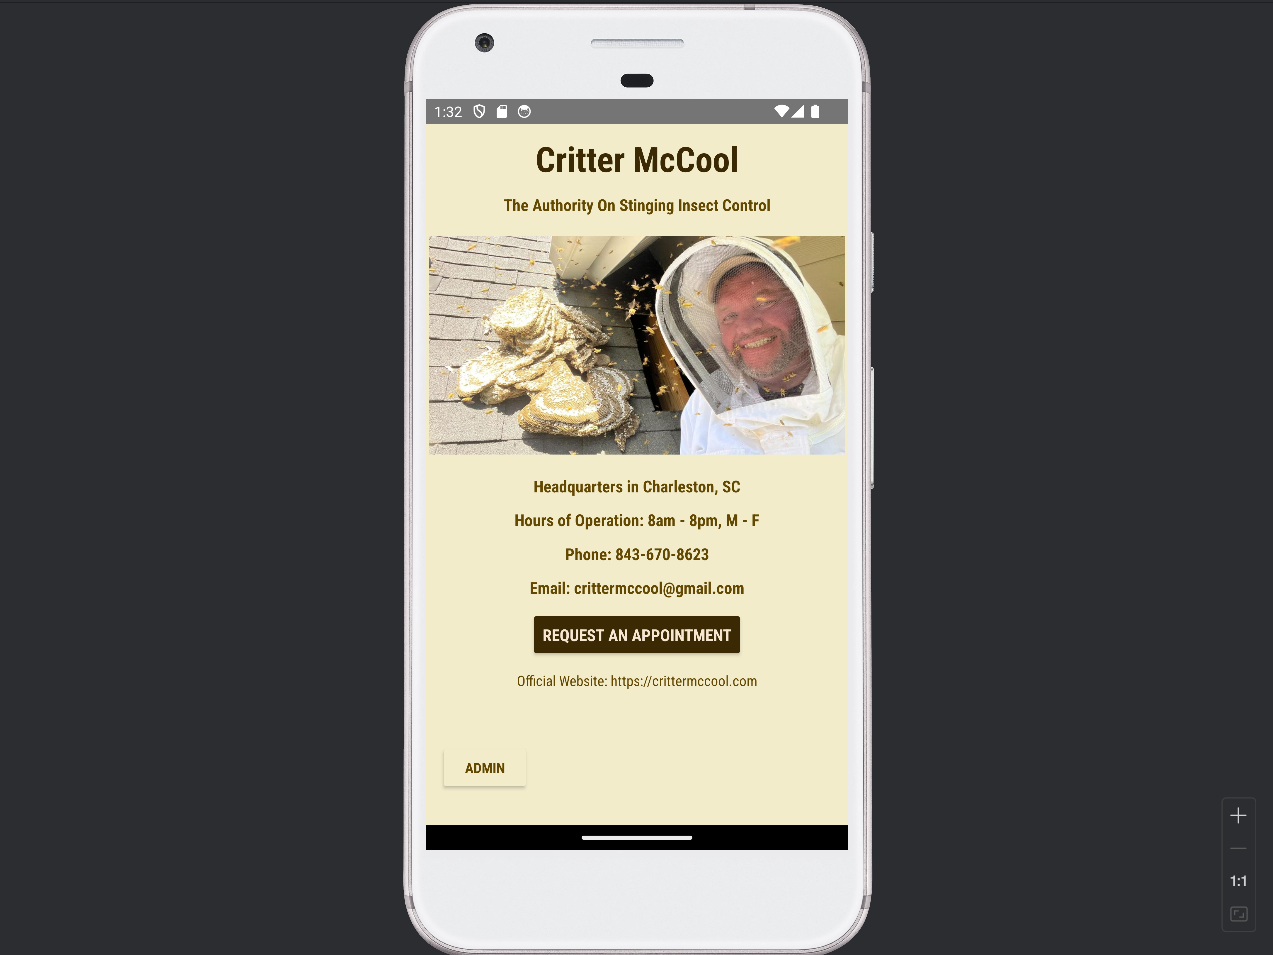 1:32
Critter McCool
The Authority On Stinging Insect Control
Headquarters in Charleston, SC
Hours of Operation: 8am - 8pm, M - F
Phone: 843-670-8623
Email: crittermccool@gmail.com
REQUEST AN APPOINTMENT
Official Website: https://crittermccool.com
ADMIN
1:1